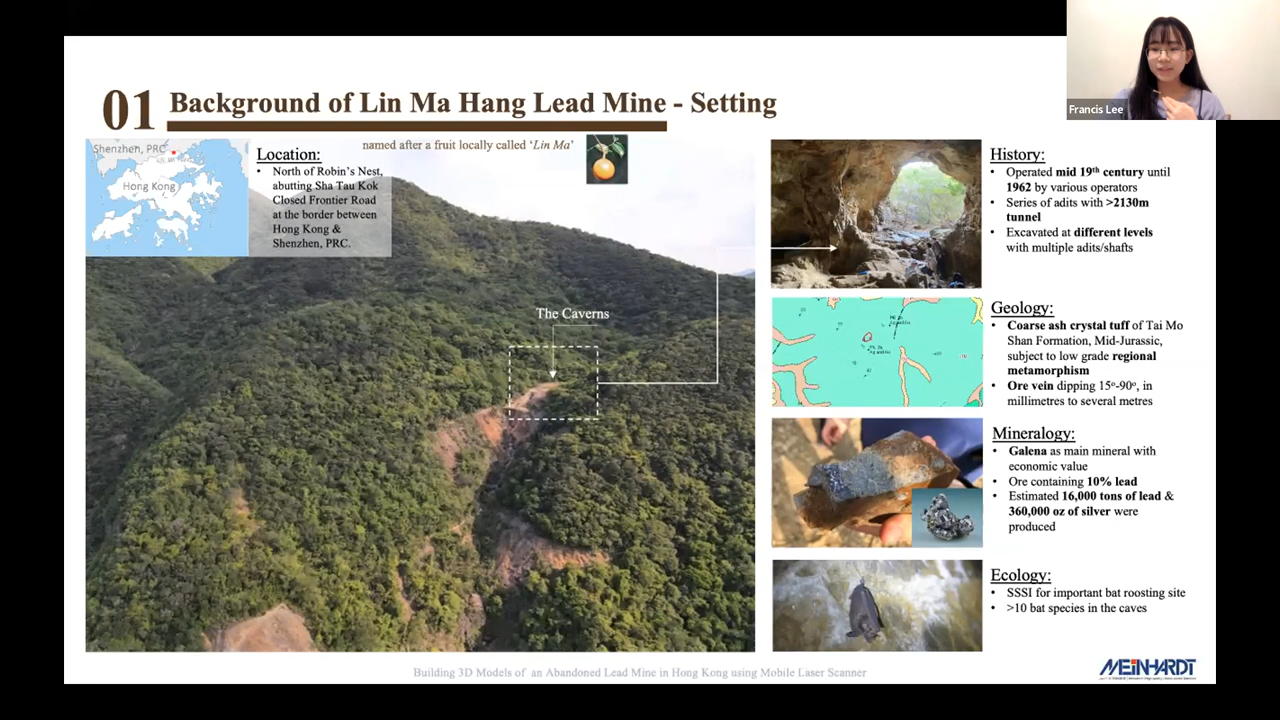 Francis Lee
01 Background of Lin Ma Hang Lead Mine - Setting
named after a fruit locally called ‘Lin Ma’
Shenzhen, PRC
Hong Kong
Location:
• North of Robin's Nest,
abutting Sha Tau Kok
Closed Frontier Road
at the border between
Hong Kong &
Shenzhen, PRC.
The Caverns
History:
• Operated mid 19th century until
1962 by various operators
• Series of adits with >2130m
tunnel
• Excavated at different levels
with multiple adits/shafts
Geology:
• Coarse ash crystal tuff of Tai Mo
Shan Formation, Mid-Jurassic,
subject to low grade regional
metamorphism
• Ore vein dipping 15º-90º, in
millimetres to several metres
Mineralogy:
• Galena as main mineral with
economic value
• Ore containing 10% lead
• Estimated 16,000 tons of lead &
360,000 oz of silver were
produced
Ecology:
• SSSI for important bat roosting site
• >10 bat species in the caves
Building 3D Models of an Abandoned Lead Mine in Hong Kong using Mobile Laser Scanner
MEINHARDT